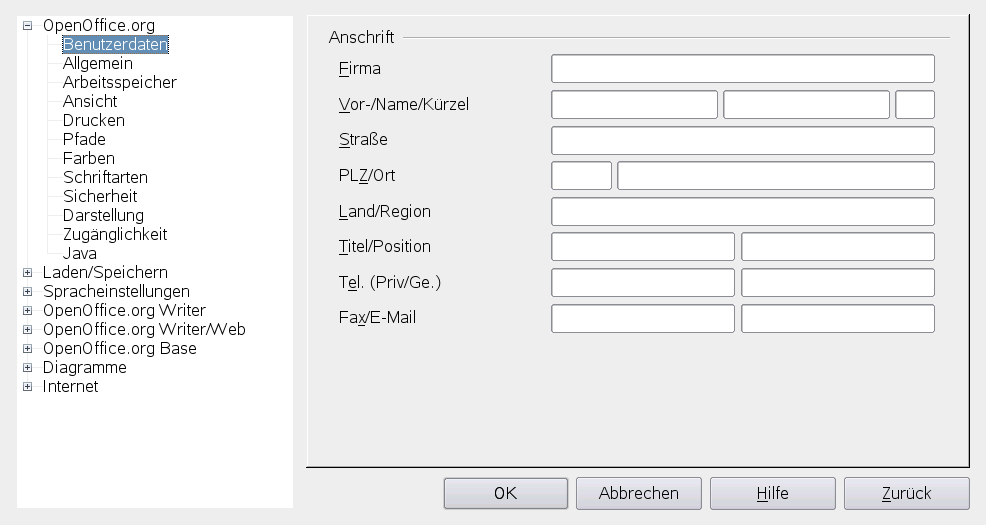 OpenOffice.org
Benutzerdaten
Allgemein
Arbeitsspeicher
Ansicht
Drucken
Pfade
Farben
Schriftarten
Sicherheit
Darstellung
Zugänglichkeit
Java
Laden/Speichern
Spracheinstellungen
OpenOffice.org Writer
OpenOffice.org Writer/Web
OpenOffice.org Base
Diagramme
Internet
Anschrift
Firma
Vor-/Name/Kürzel
Straße
PLZ/Ort
Land/Region
Titel/Position
Tel. (Priv/Ge.)
Fax/E-Mail
OK Abbrechen Hilfe Zurück